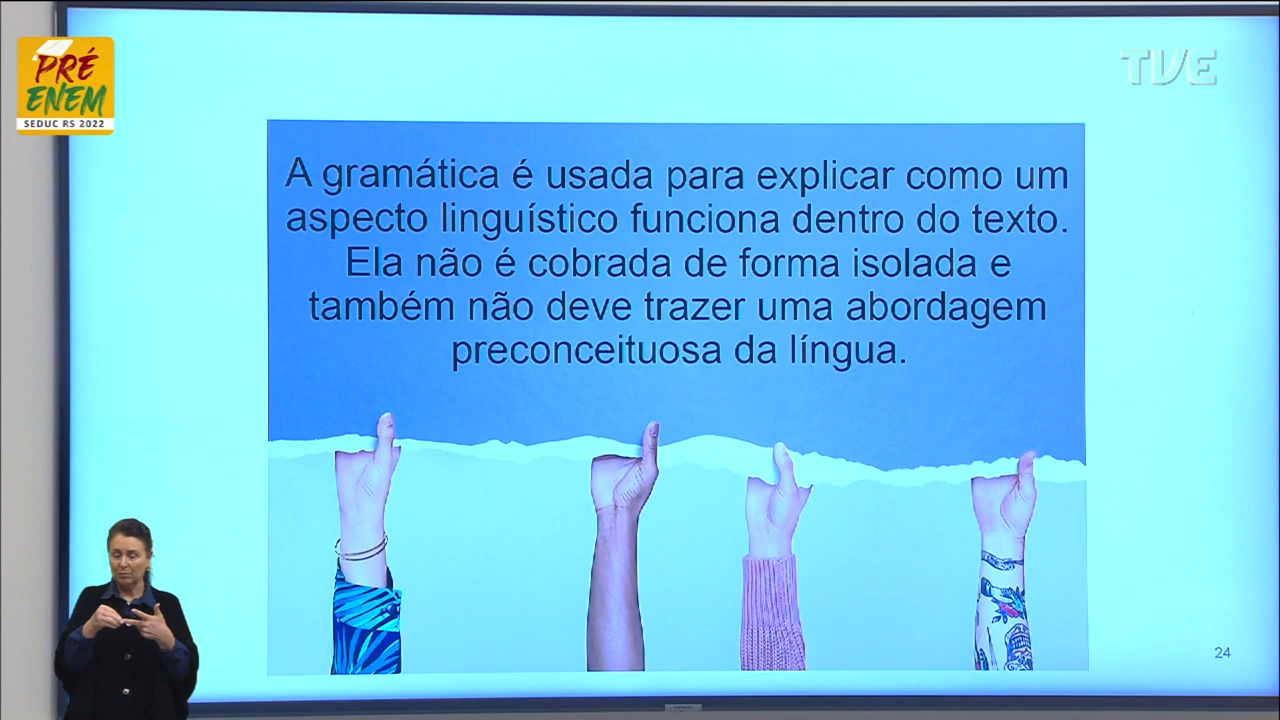 PRÉ
ENEM
SEDUC RS 2022
TVE
A gramática é usada para explicar como um
aspecto linguístico funciona dentro do texto.
Ela não é cobrada de forma isolada e
também não deve trazer uma abordagem
preconceituosa da língua.
24